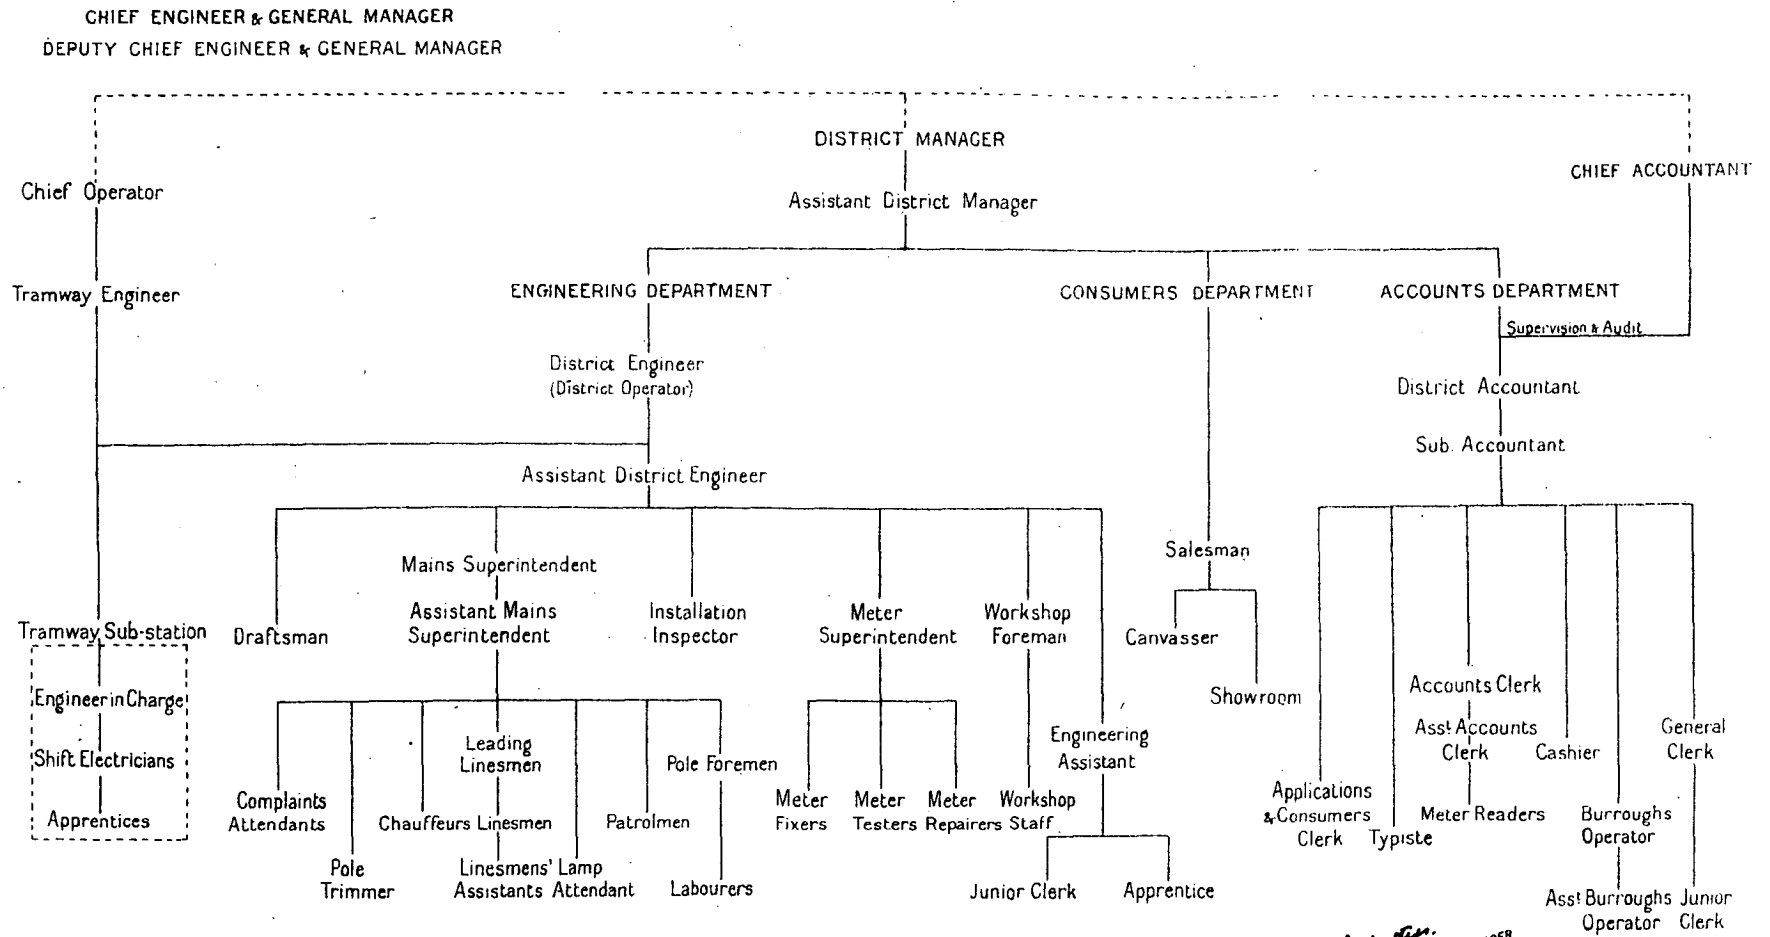 CHIEF ENGINEER & GENERAL MANAGER
DEPUTY CHIEF ENGINEER & GENERAL MANAGER
DISTRICT MANAGER
CHIEF ACCOUNTANT
Chief Operator
Assistant District Manager
Tramway Engineer
ENGINEERING DEPARTMENT
CONSUMERS DEPARTMENT
ACCOUNTS DEPARTMENT
Supervision & Audit
District Engineer
(District Operator)
District Accountant
Sub. Accountant
Assistant District Engineer
Salesman
Mains Superintendent
Assistant Mains
Superintendent
Installation
Inspector
Meter
Superintendent
Workshop
Foreman
Tramway Sub-station
Draftsman
Canvasser
Showroom
Engineer in Charge
Shift Electricians
Apprentices
Accounts Clerk
Asst Accounts
Clerk
Cashier
General
Clerk
Leading
Linesmen
Pole Foremen
Engineering
Assistant
Complaints
Attendants
Chauffeurs
Linesmen
Patrolmen
Meter
Fixers
Meter
Testers
Meter
Repairers
Workshop
Staff
Applications
& Consumers
Clerk
Typiste
Meter Readers
Burroughs
Operator
Pole
Trimmer
Linesmens'
Assistants
Lamp
Attendant
Labourers
Junior Clerk
Apprentice
Asst Burroughs
Operator
Junior
Clerk